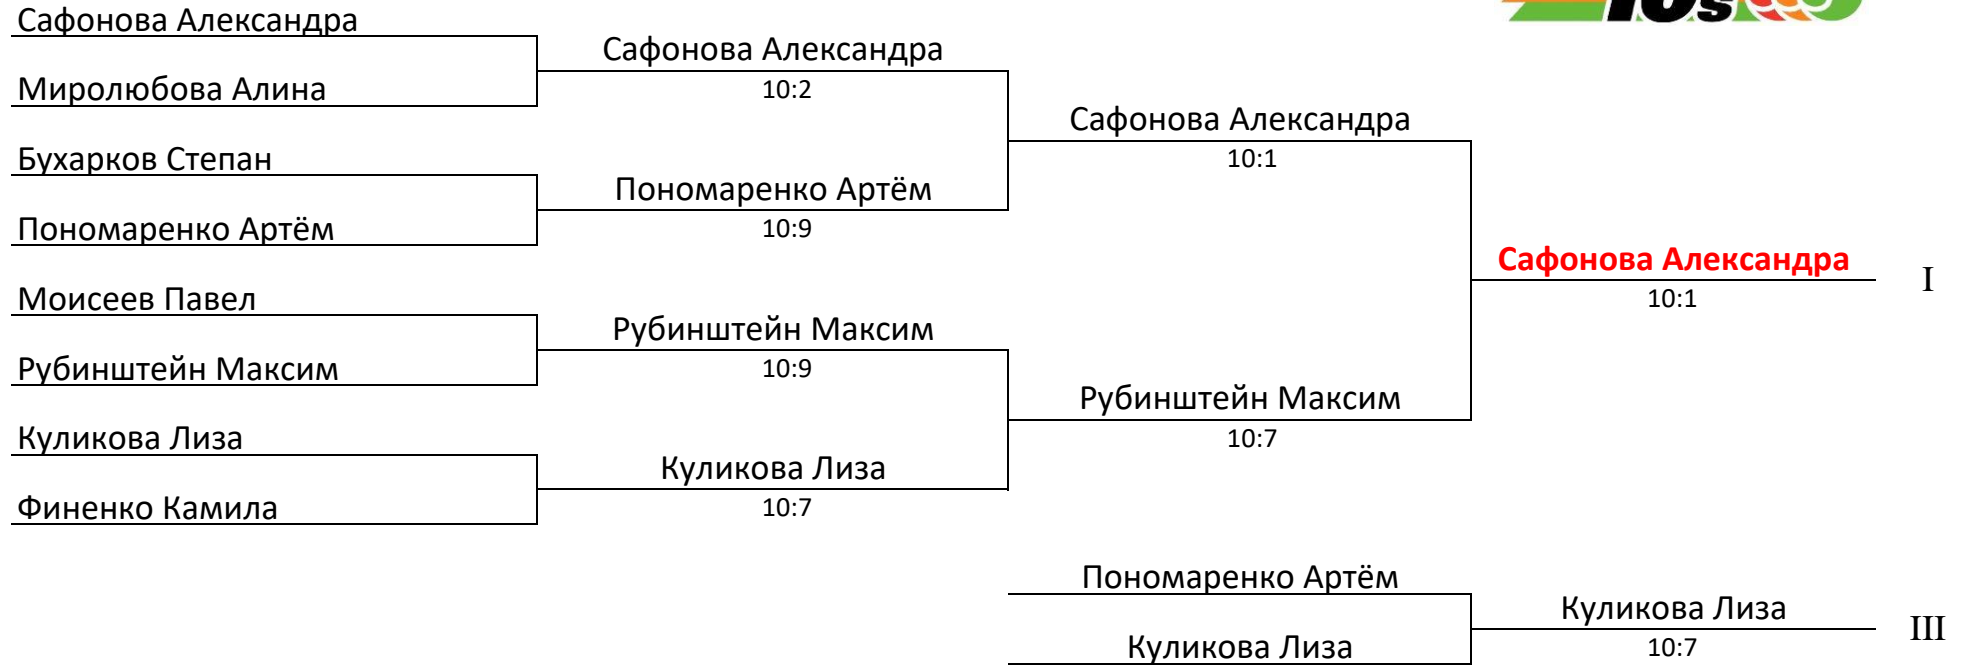 10s
Сафонова Александра
Сафонова Александра
Миролюбова Алина
10:2
Сафонова Александра
Бухарков Степан
10:1
Пономаренко Артём
Пономаренко Артём
10:9
Сафонова Александра
I
Моисеев Павел
10:1
Рубинштейн Максим
Рубинштейн Максим
10:9
Рубинштейн Максим
Куликова Лиза
10:7
Куликова Лиза
Финенко Камила
10:7
Пономаренко Артём
Куликова Лиза
III
Куликова Лиза
10:7